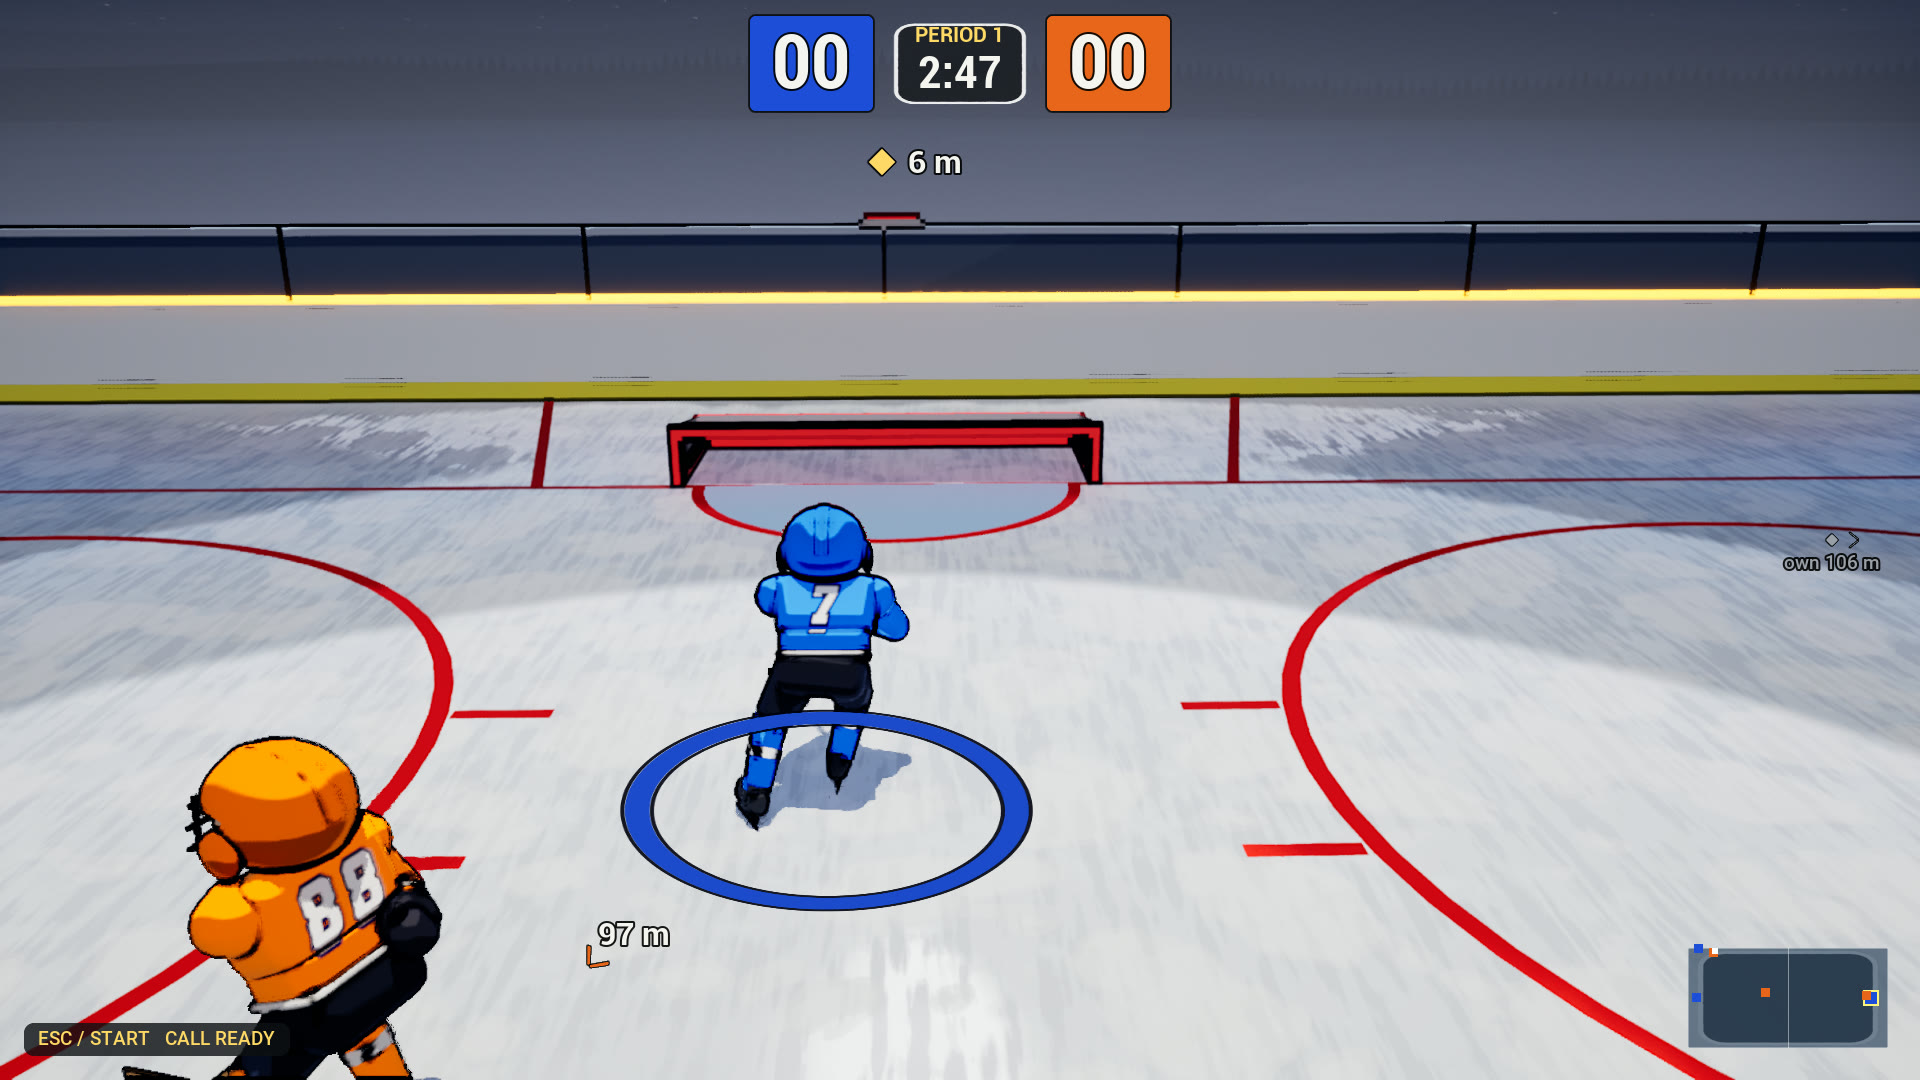 00
PERIOD 1
2:47
00
6 m
own 106 m
7
88
97 m
ESC / START CALL READY